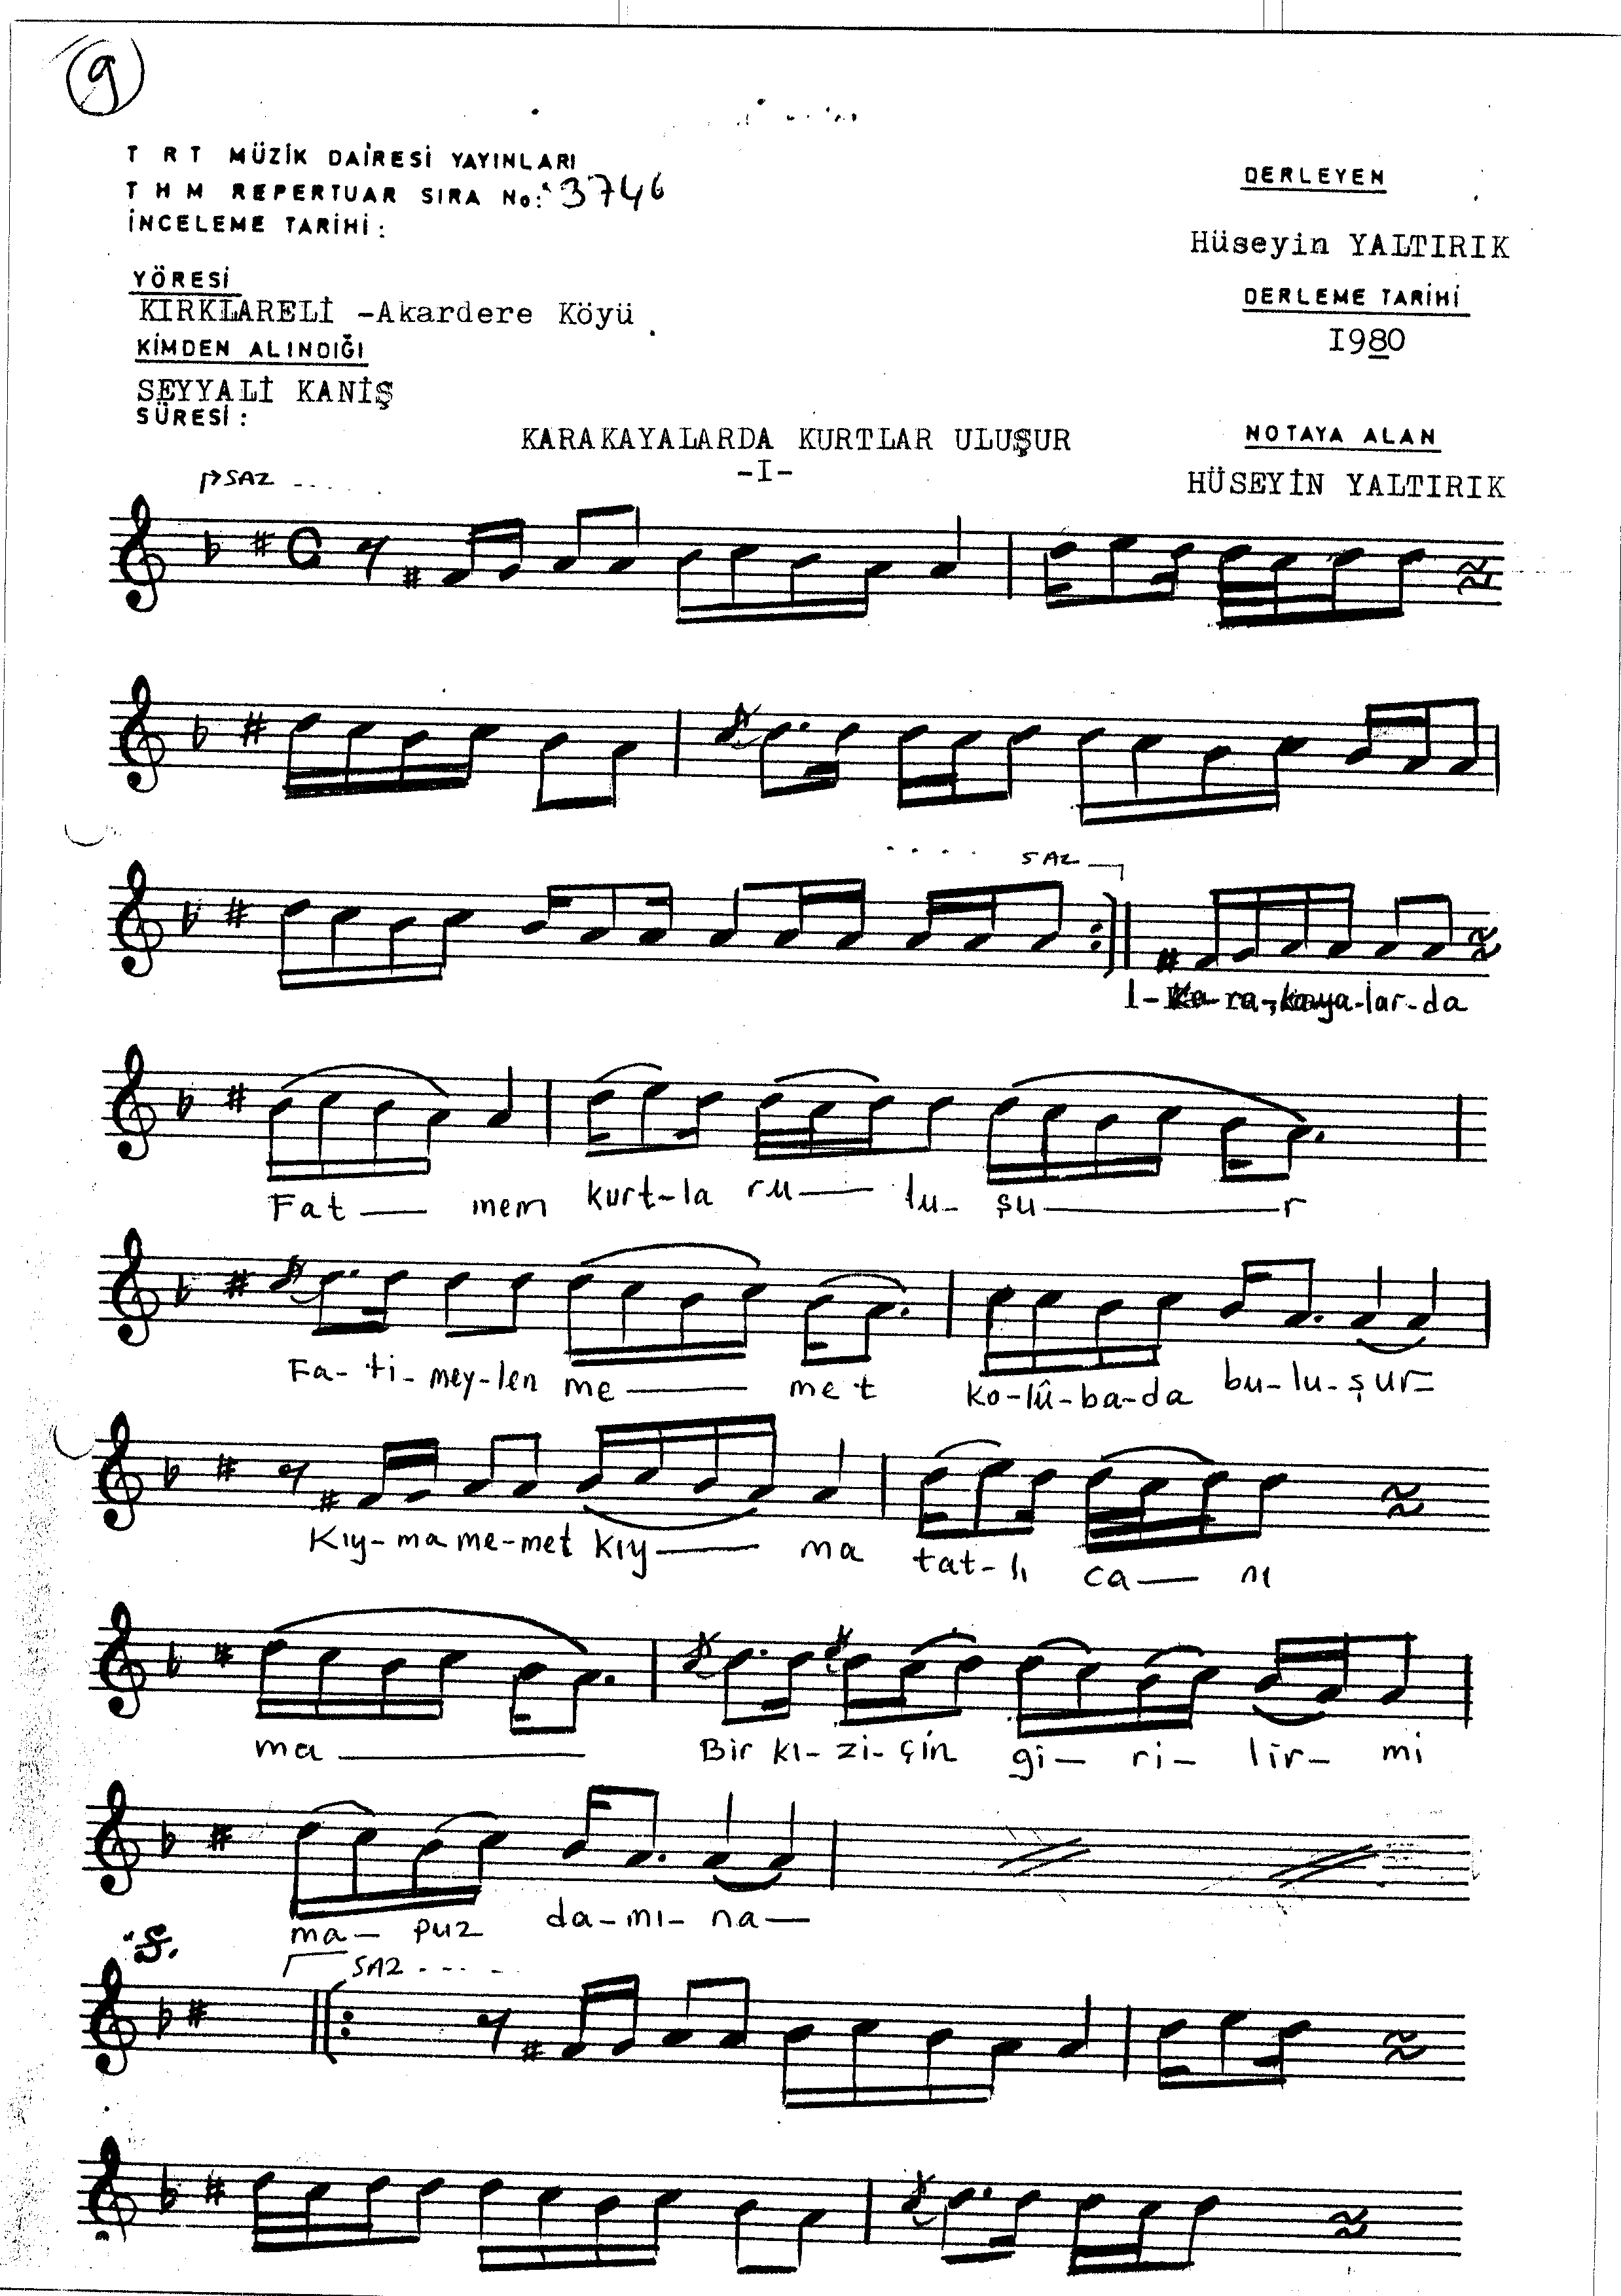 9
T R T MÜZİK DAİRESİ YAYINLARI
T H M REPERTUAR SIRA No: 3746
İNCELEME TARİHİ:
DERLEYEN
Hüseyin YALTIRIK
YÖRESİ
KIRKLARELİ -Akardere Köyü
DERLEME TARİHİ
I980
KİMDEN ALINDIĞI
SEYYALİ KANİŞ
SÜRESİ:
KARAKAYALARDA KURTLAR ULUŞUR
-I-
NOTAYA ALAN
HÜSEYİN YALTIRIK
SAZ ....
.... SAZ
1-Ka-ra-kaya-lar-da
Fat — mem kurt-la ru — lu- şu — r
Fa-ti-mey-len me — met ko-lû-ba-da bu-lu-şur-
Kıy-ma me-met kıy — ma tat-lı ca — nı
ma — Bir kı-zi-çin gi- ri- lir- mi
ma- puz da-mı-na-
SAZ ....